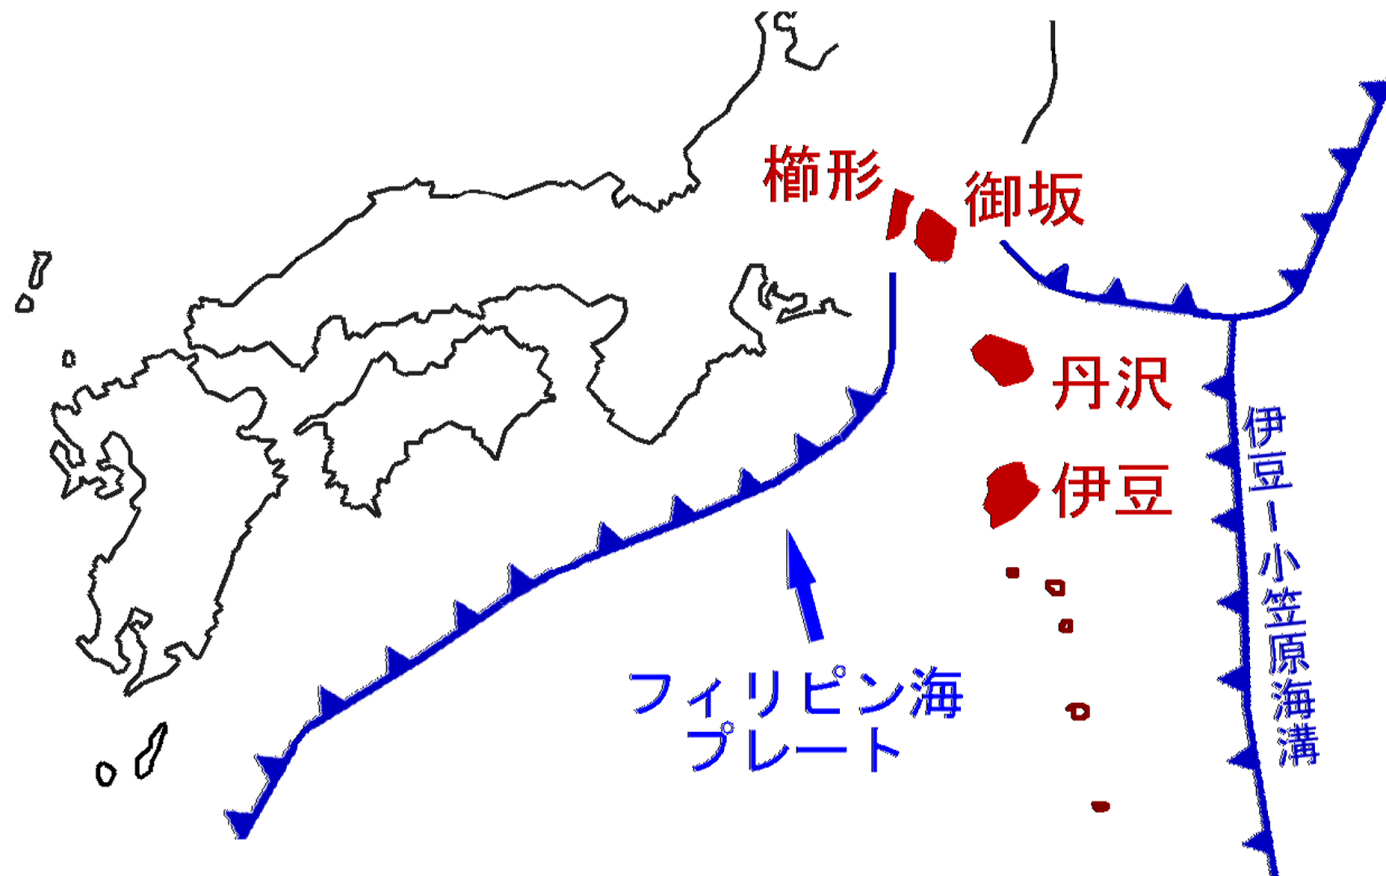 櫛形
御坂
丹沢
伊豆
伊豆ー小笠原海溝
フィリピン海
プレート